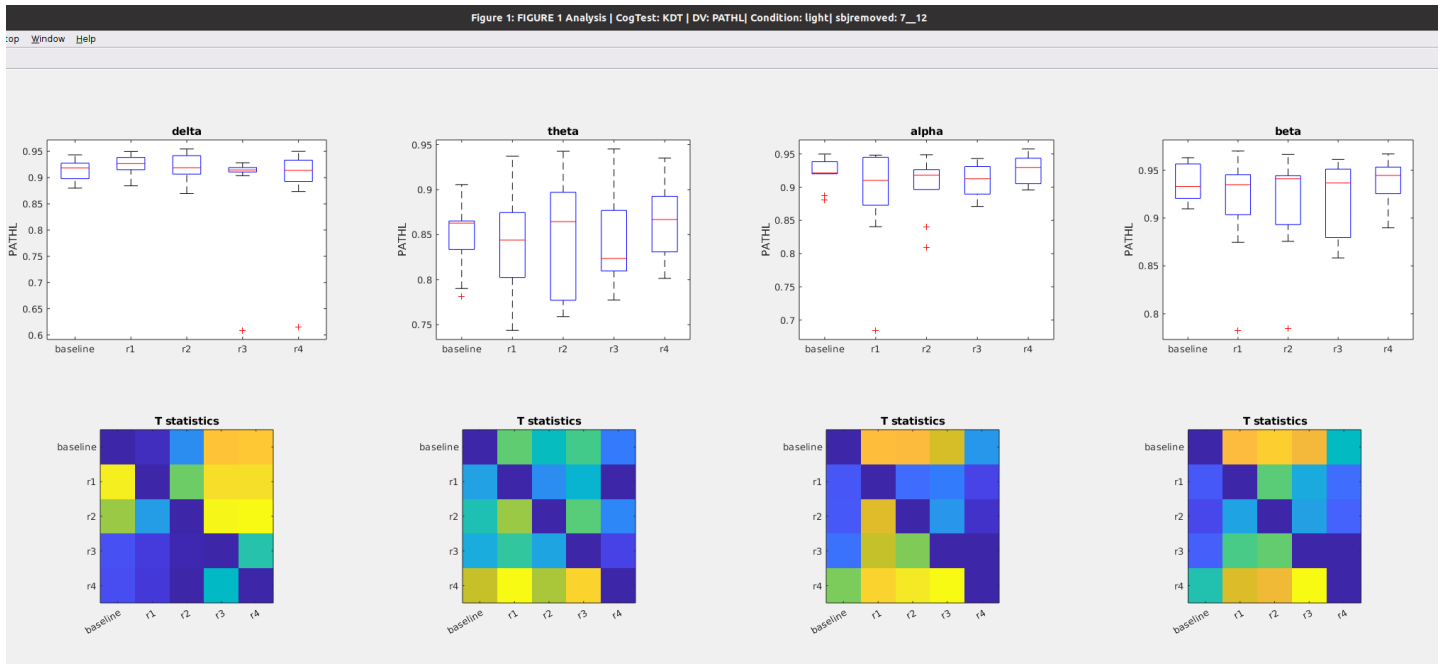 Figure 1: FIGURE 1 Analysis | CogTest: KDT | DV: PATHL| Condition: light| sbjremoved: 7__12
Window Help
delta
PATHL
0.95
0.9
0.85
0.8
0.75
0.7
0.65
0.6
baseline r1 r2 r3 r4
theta
PATHL
0.95
0.9
0.85
0.8
0.75
baseline r1 r2 r3 r4
alpha
PATHL
0.95
0.9
0.85
0.8
0.75
0.7
baseline r1 r2 r3 r4
beta
PATHL
0.95
0.9
0.85
0.8
baseline r1 r2 r3 r4
T statistics
baseline
r1
r2
r3
r4
baseline r1 r2 r3 r4
T statistics
baseline
r1
r2
r3
r4
baseline r1 r2 r3 r4
T statistics
baseline
r1
r2
r3
r4
baseline r1 r2 r3 r4
T statistics
baseline
r1
r2
r3
r4
baseline r1 r2 r3 r4